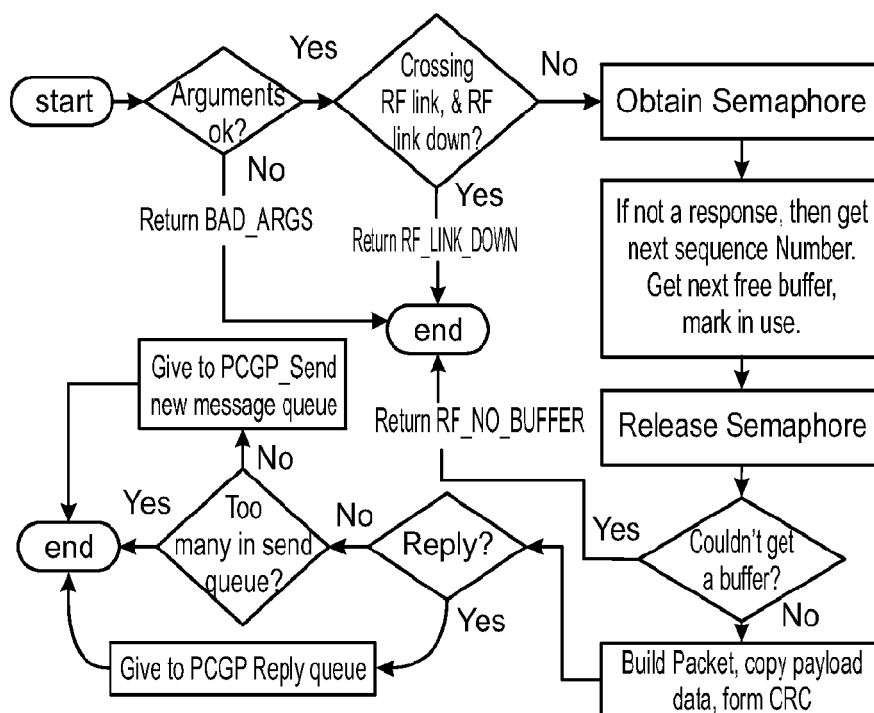 start
Arguments
ok?
Yes
No
Return BAD_ARGS
Crossing
RF link, & RF
link down?
No
Yes
Return RF_LINK_DOWN
end
Obtain Semaphore
If not a response, then get
next sequence Number.
Get next free buffer,
mark in use.
Release Semaphore
Couldn't get
a buffer?
Yes
Return RF_NO_BUFFER
No
Build Packet, copy payload
data, form CRC
Reply?
No
Yes
Too
many in send
queue?
No
Yes
Give to PCGP_Send
new message queue
Give to PCGP Reply queue
end